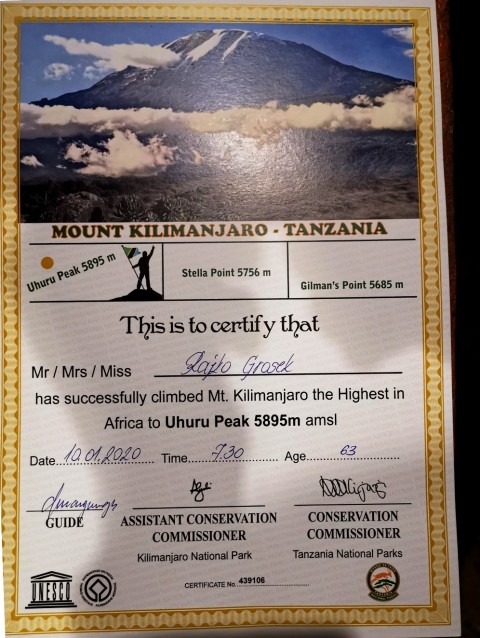 MOUNT KILIMANJARO - TANZANIA
Uhuru Peak 5895 m
Stella Point 5756 m
Gilman's Point 5685 m
This is to certify that
Mr / Mrs / Miss Rajko Grosek
has successfully climbed Mt. Kilimanjaro the Highest in
Africa to Uhuru Peak 5895m amsl
Date 10.01.2020 Time 7.30 Age 63
GUIDE
ASSISTANT CONSERVATION
COMMISSIONER
Kilimanjaro National Park
CONSERVATION
COMMISSIONER
Tanzania National Parks
UNESCO
CERTIFICATE No. 439106